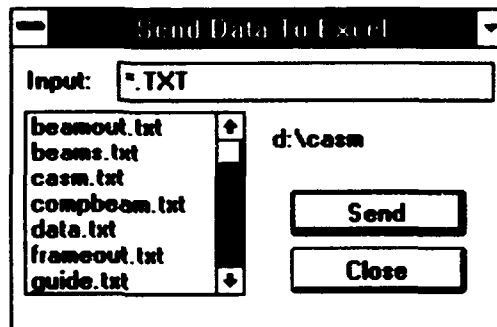 Send Data To Excel
Input: *.TXT
beamout.txt
beams.txt
casm.txt
compbeam.txt
data.txt
frameout.txt
guide.txt
d:\casm
Send
Close